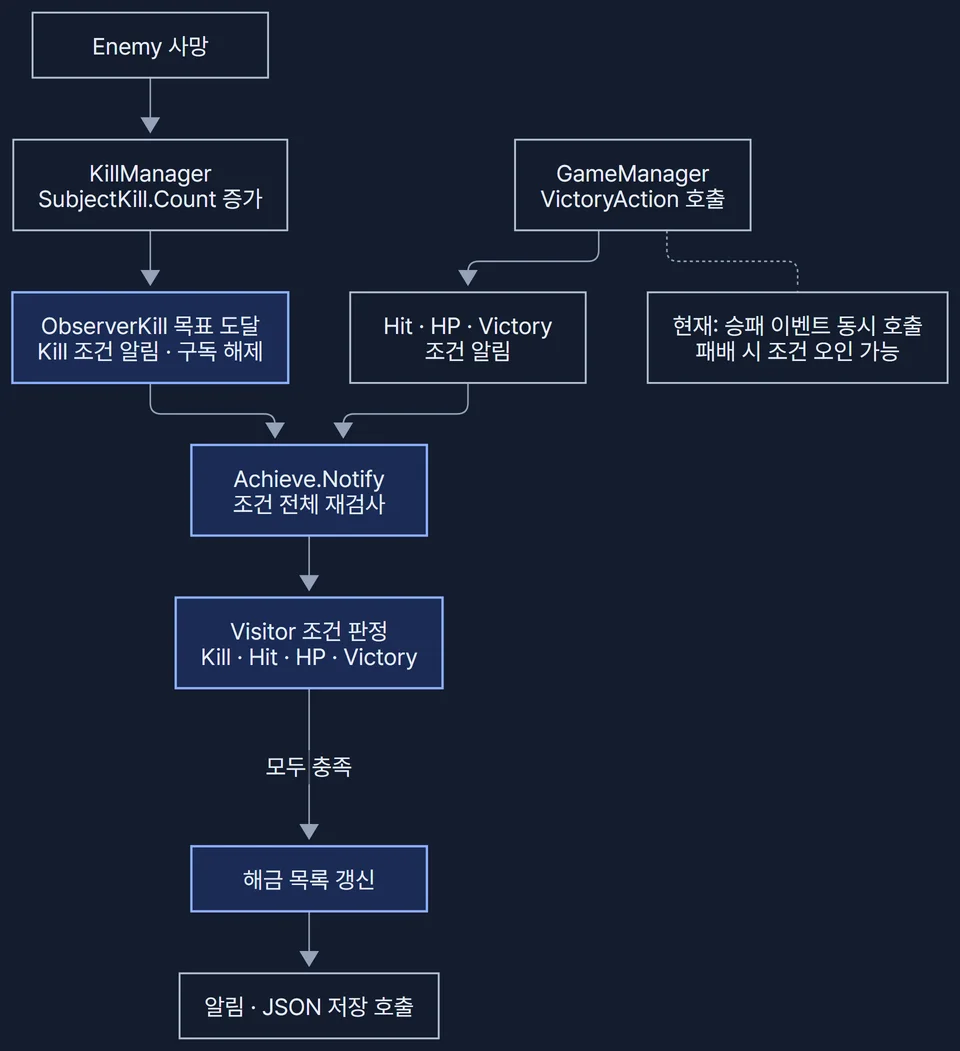 Enemy 사망
KillManager
SubjectKill.Count 증가
GameManager
VictoryAction 호출
ObserverKill 목표 도달
Kill 조건 알림 · 구독 해제
Hit · HP · Victory
조건 알림
현재: 승패 이벤트 동시 호출
패배 시 조건 오인 가능
Achieve.Notify
조건 전체 재검사
Visitor 조건 판정
Kill · Hit · HP · Victory
모두 충족
해금 목록 갱신
알림 · JSON 저장 호출